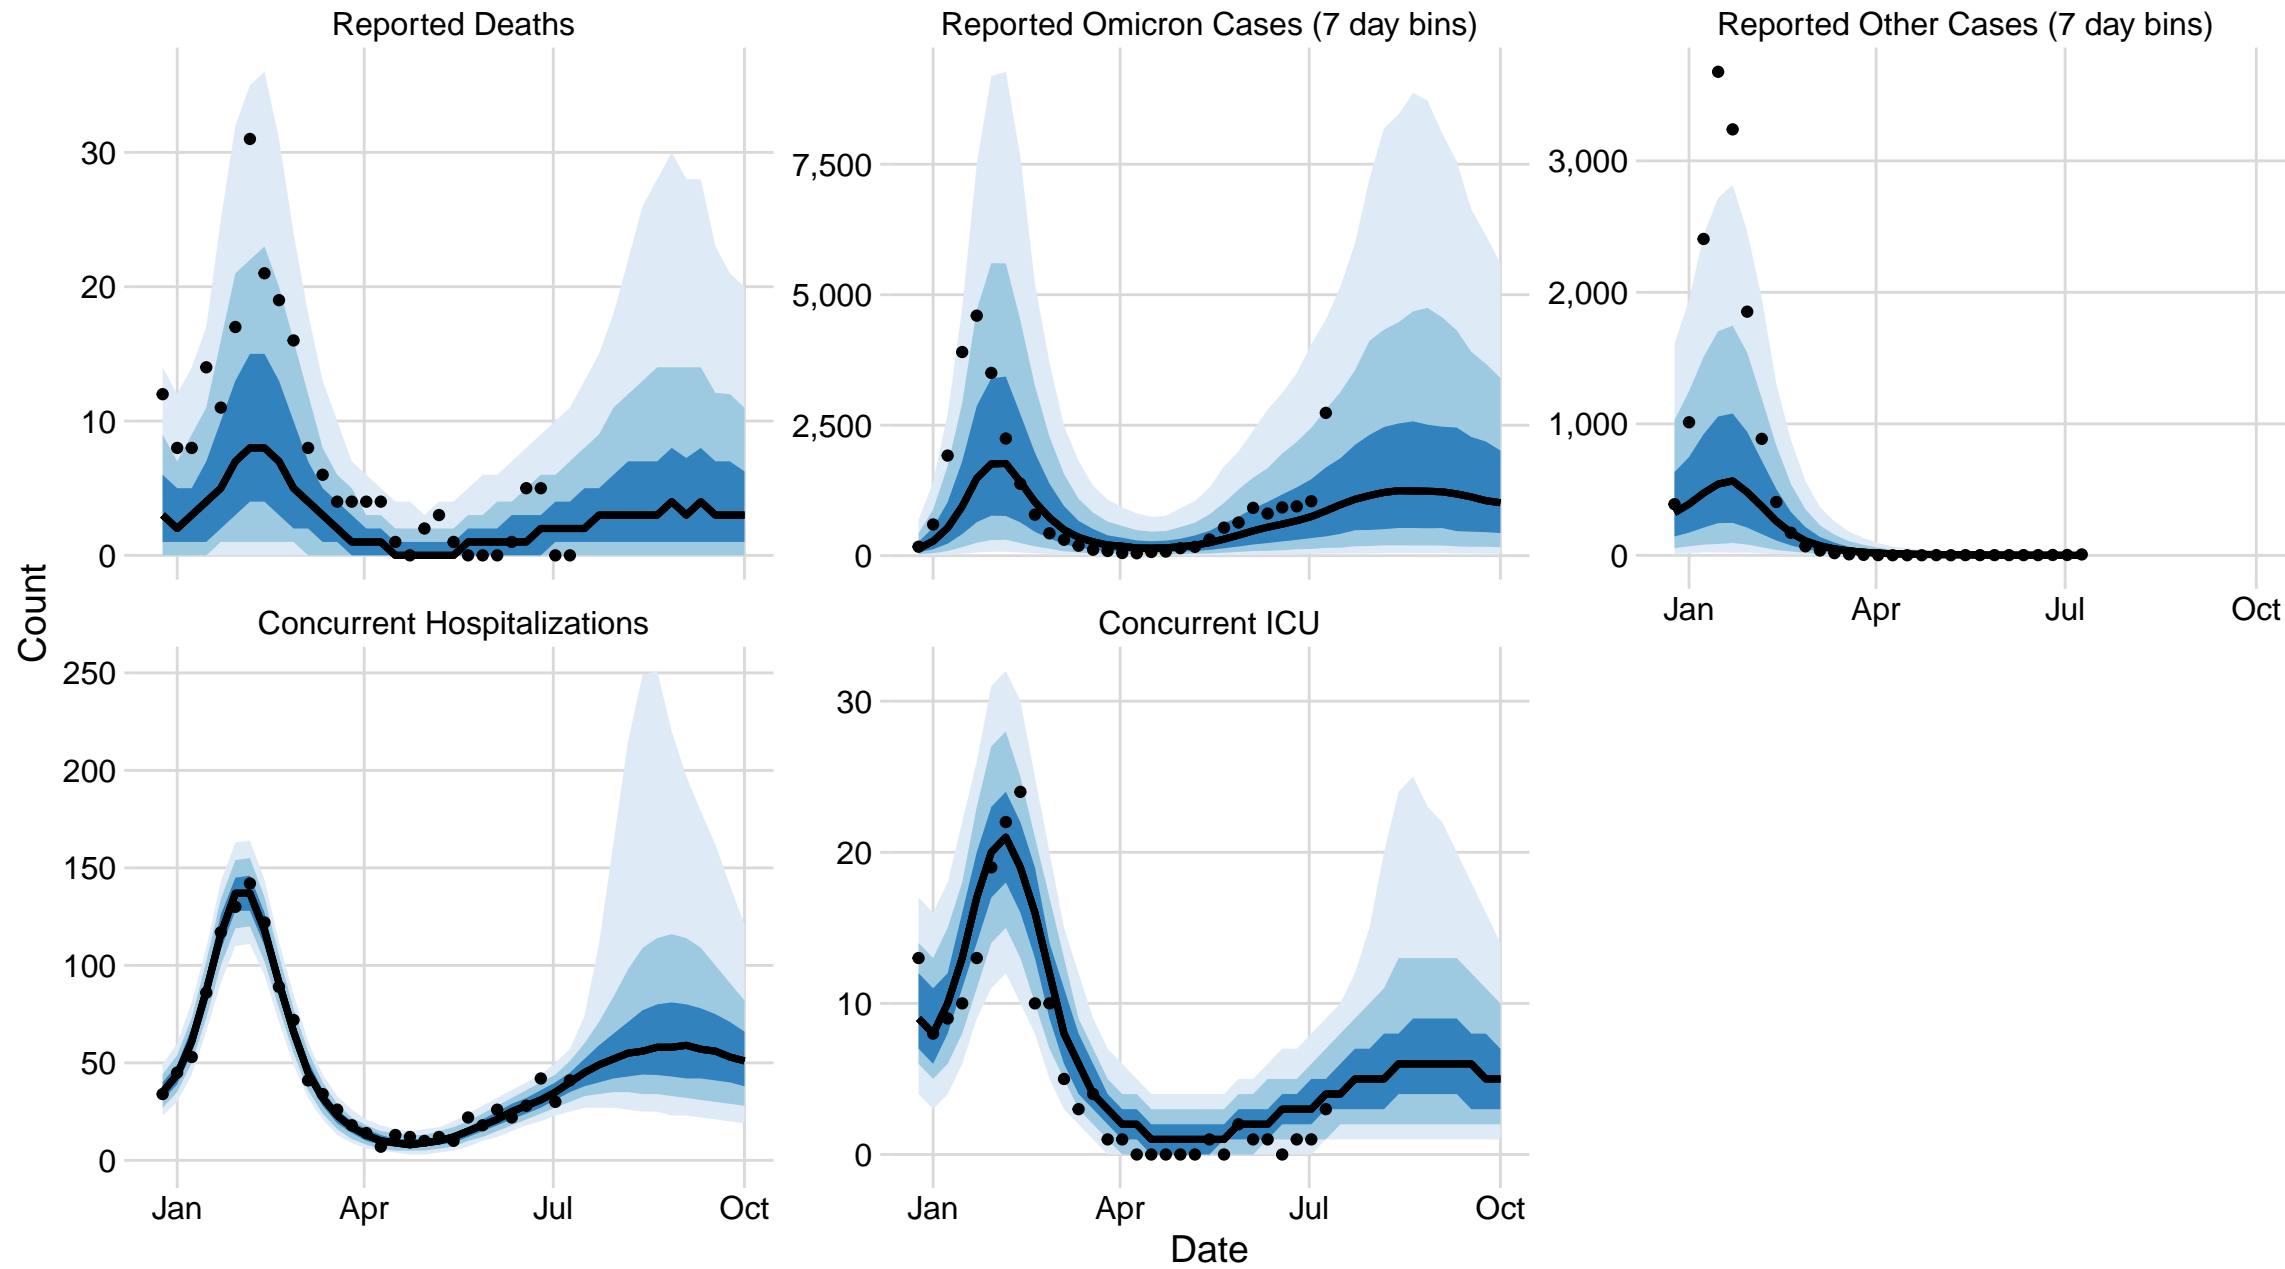 Reported Deaths
Reported Omicron Cases (7 day bins)
Reported Other Cases (7 day bins)
30
20
10
0
7,500
5,000
2,500
0
3,000
2,000
1,000
0
Jan Apr Jul Oct
Count
Concurrent Hospitalizations
Concurrent ICU
250
200
150
100
50
0
30
20
10
0
Jan Apr Jul Oct
Jan Apr Jul Oct
Date